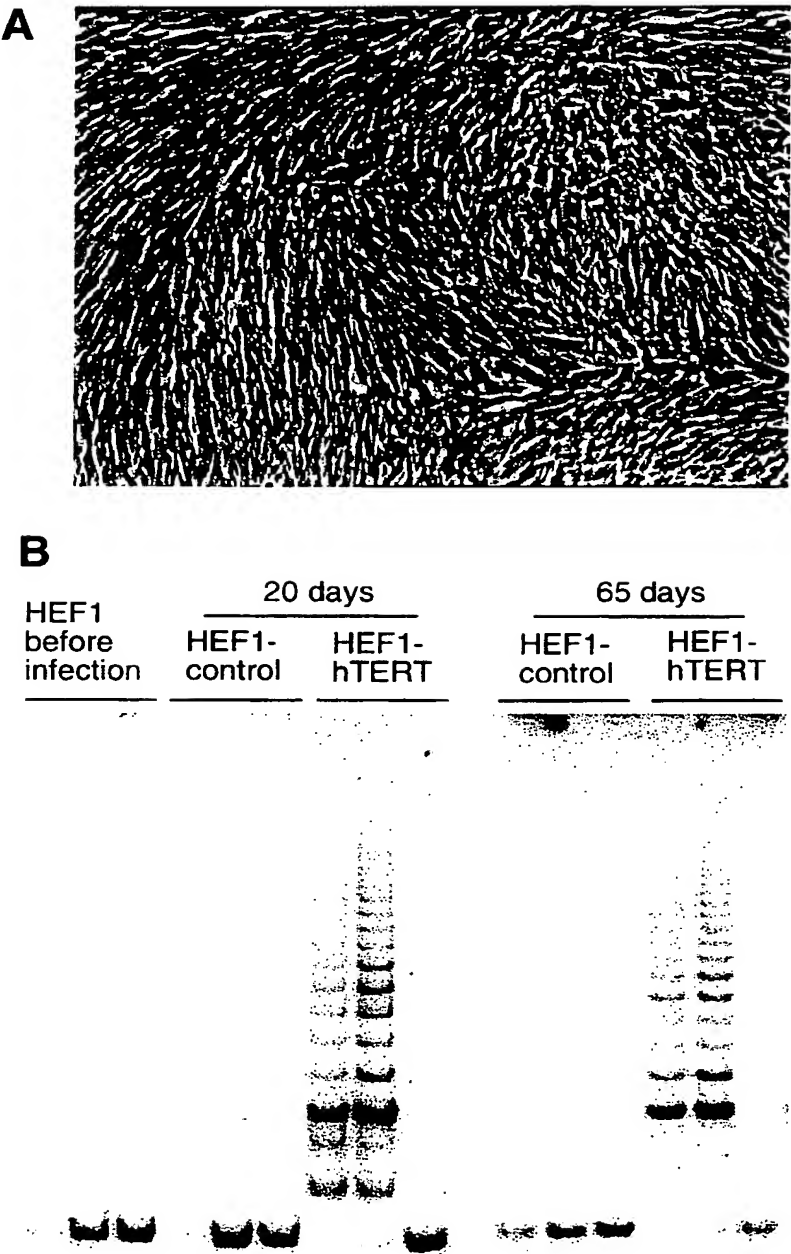 A
B
20 days
65 days
HEF1 before infection
HEF1-control
HEF1-hTERT
HEF1-control
HEF1-hTERT